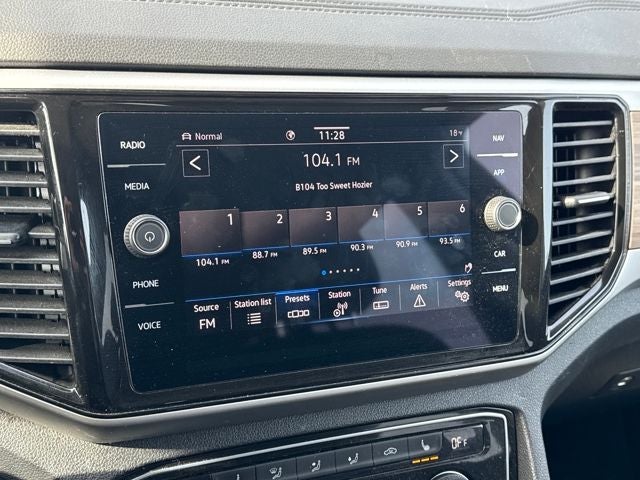 RADIO
MEDIA
PHONE
VOICE
Normal
11:28
18°F
104.1 FM
B104 Too Sweet Hozier
1 2 3 4 5 6
104.1 FM 88.7 FM 89.5 FM 90.3 FM 90.9 FM 93.5 FM
Source Station list Presets Station Tune Alerts Settings
FM
NAV
APP
CAR
MENU
OFF